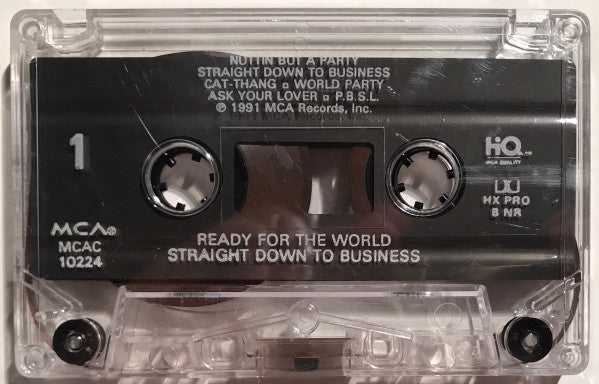 NUTTIN BUT A PARTY
STRAIGHT DOWN TO BUSINESS
CAT-THANG ▫ WORLD PARTY
ASK YOUR LOVER ▫ P.B.S.L.
℗ 1991 MCA Records, Inc.
1
HQ
HIGH QUALITY
HX PRO
B NR
MCA®
MCAC
10224
READY FOR THE WORLD
STRAIGHT DOWN TO BUSINESS